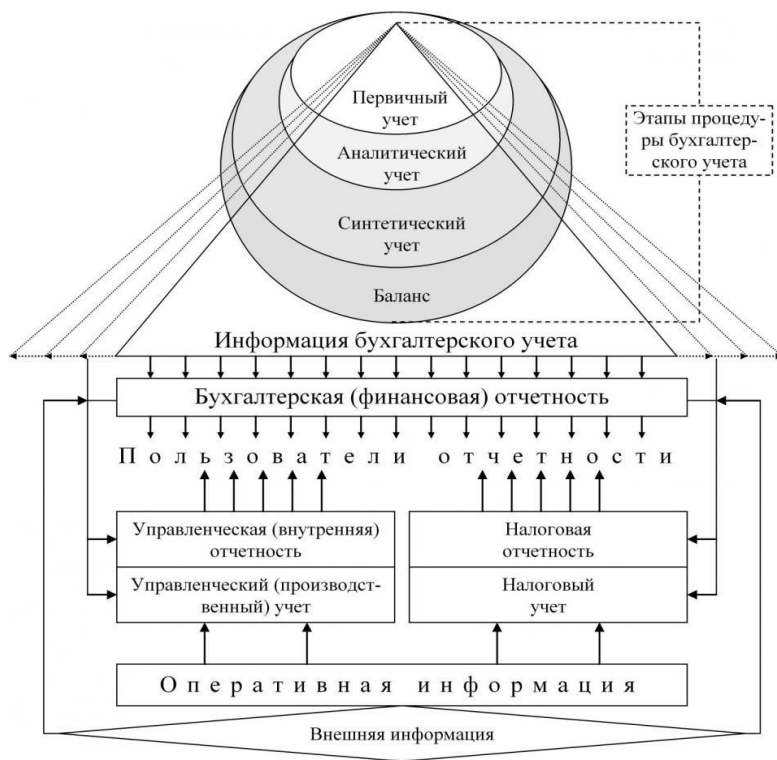 Первичный
учет
Этапы процеду-
ры бухгалтер-
ского учета
Аналитический
учет
Синтетический
учет
Баланс
Информация бухгалтерского учета
Бухгалтерская (финансовая) отчетность
Пользователи отчетности
Управленческая (внутренняя)
отчетность
Налоговая
отчетность
Управленческий (производст-
венный) учет
Налоговый
учет
Оперативная информация
Внешняя информация